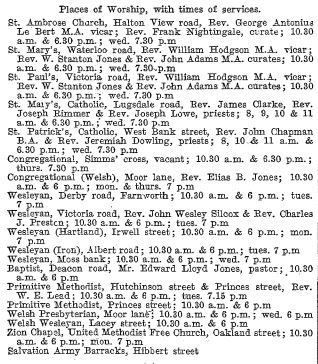 Places of Worship, with times of services.
St. Ambrose Church, Halton View road, Rev. George Antonius
Le Bert M.A. vicar; Rev. Frank Nightingale, curate; 10.30
a.m. & 6.30 p.m.; wed. 7.30 p.m
St. Mary's, Waterloo road, Rev. William Hodgson M.A. vicar;
Rev. W. Stanton Jones & Rev. John Adams M.A. curates; 10.30
a.m. & 6.30 p.m.; wed. 7.30.p.m
St. Paul's, Victoria road, Rev. William Hodgson M.A. vicar;
Rev. W. Stanton Jones & Rev. John Adams M.A. curates; 10.30
a.m. & 6.30 p.m.; wed. 7.30 p.m
St. Mary's, Catholic, Lugsdale road, Rev. James Clarke, Rev.
Joseph Rimmer & Rev. Joseph Lowe, priests; 8, 9, 10 & 11
a.m. & 6.30 p.m.; wed. 7.30 p.m
St. Patrick's, Catholic, West Bank street, Rev. John Chapman
B.A. & Rev. Jeremiah Dowling, priests; 8, 10 & 11 a.m. &
6.30 p.m.; wed. 7.30 p.m
Congregational, Simms' cross, vacant; 10.30 a.m. & 6.30 p.m.;
thurs. 7.30 p.m
Congregational (Welsh), Moor lane, Rev. Elias B. Jones; 10.30
a.m. & 6 p.m.; mon. & thurs. 7 p.m
Wesleyan, Derby road, Farnworth; 10.30 a.m. & 6 p.m.; tues.
7 p.m
Wesleyan, Victoria road, Rev. John Wesley Silcox & Rev. Charles
J. Preston; 10.30 a.m. & 6 p.m.; tues. 7 p.m
Wesleyan (Hartland), Irwell street; 10.30 a.m. & 6 p.m.; mon.
7 p.m
Wesleyan (Iron), Albert road; 10.30 a.m. & 6 p.m.; tues. 7 p.m
Wesleyan, Moss bank; 10.30 a.m. & 6 p.m.; wed. 7 p.m
Baptist, Deacon road, Mr. Edward Lloyd Jones, pastor; 10.30
a.m. & 6 p.m.
Primitive Methodist, Hutchinson street & Princes street, Rev.
W. E. Lead; 10.30 a.m. & 6 p.m.; tues. 7.15 p.m
Primitive Methodist, Princes street; 10.30 a.m. & 6 p.m
Welsh Presbyterian, Moor lane; 10.30 a.m. & 6 p.m.; wed. 6 p.m
Welsh Wesleyan, Lacey street; 10.30 a.m. & 6 p.m
Zion Chapel, United Methodist Free Church, Oakland street; 10.30
a.m. & 6 p.m.; mon. 7 p.m
Salvation Army Barracks, Hibbert street